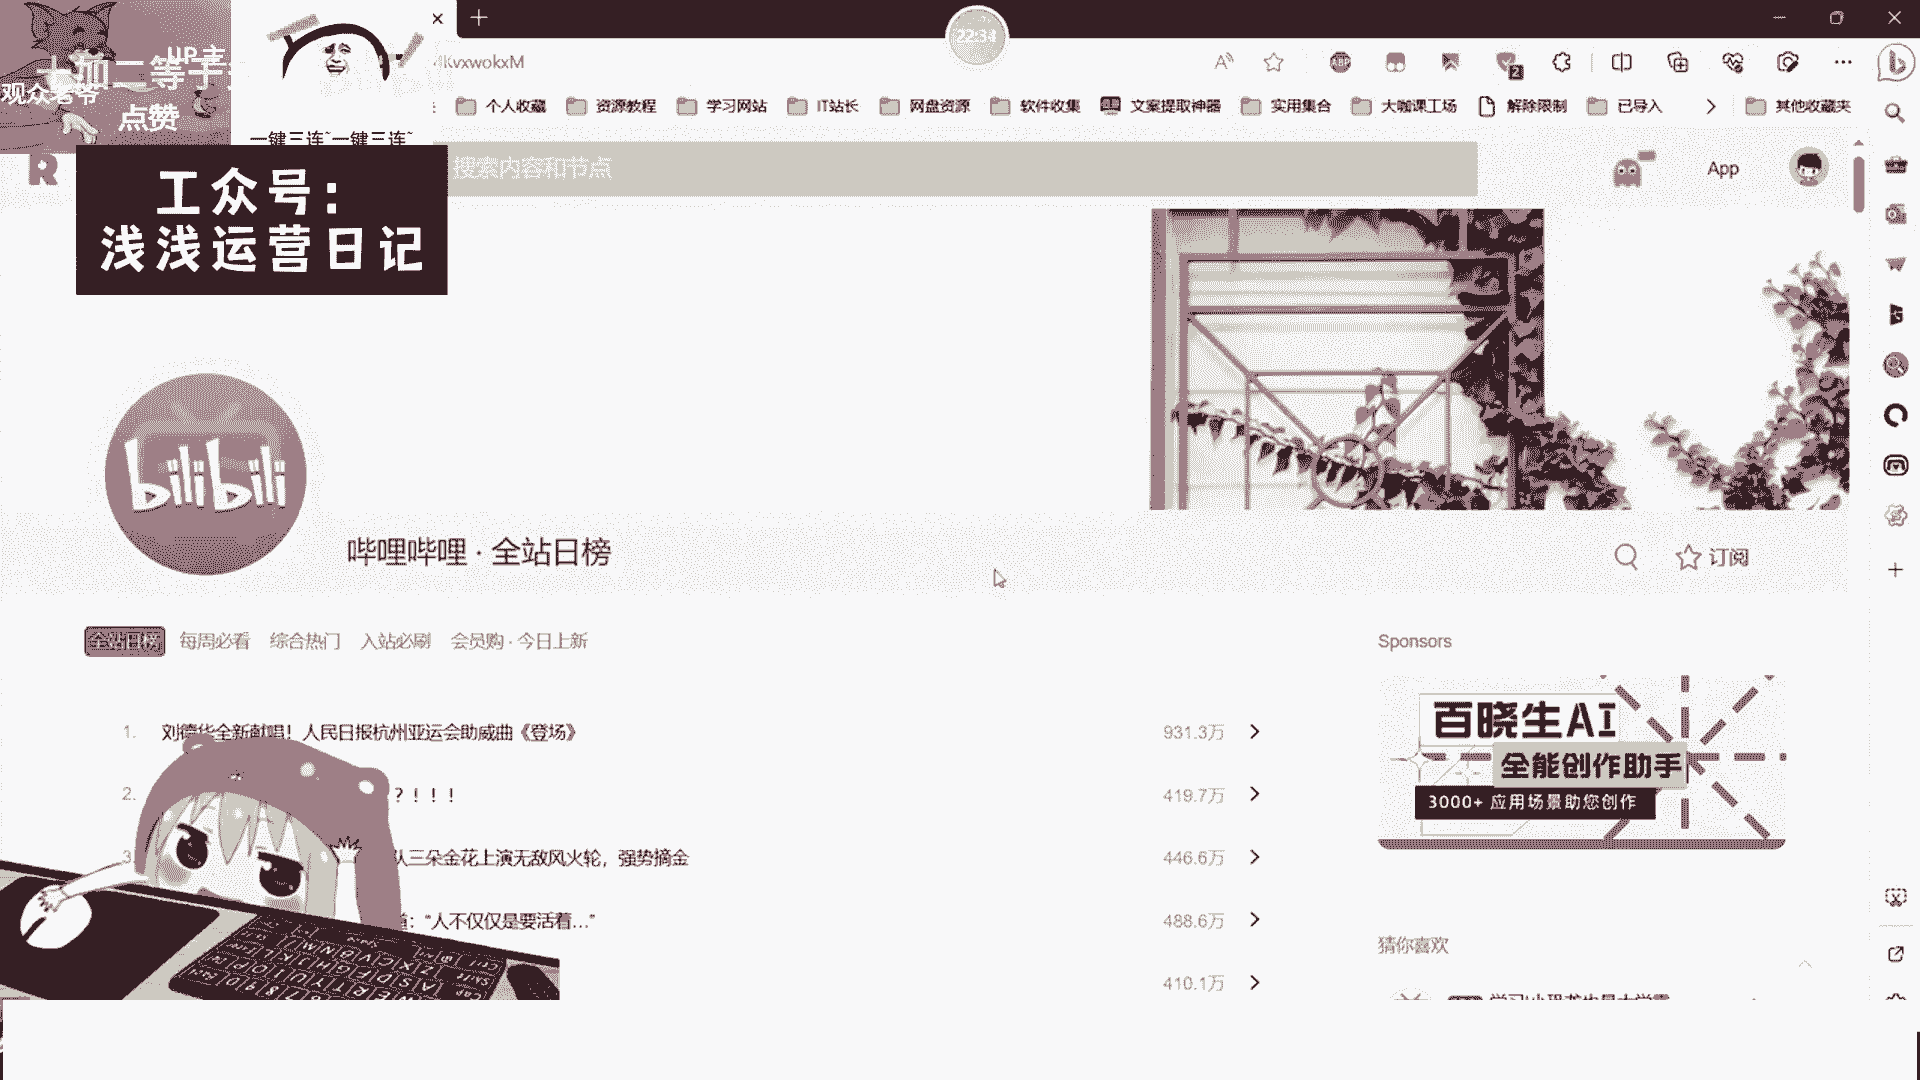 UP主
十加二等于
观众老爷
点赞
一键三连~一键三连~
工众号：
浅浅运营日记
22:34
4KvxwokxM
ABP
2
个人收藏
资源教程
学习网站
IT站长
网盘资源
软件收集
文案提取神器
实用集合
大咖课工场
解除限制
已导入
其他收藏夹
搜索内容和节点
App
bilibili
哔哩哔哩 · 全站日榜
订阅
全站日榜 每周必看 综合热门 入站必刷 会员购 · 今日上新
Sponsors
1. 刘德华全新献唱！人民日报杭州亚运会助威曲《登场》 931.3万
2. ？！！！ 419.7万
3. 队三朵金花上演无敌风火轮，强势摘金 446.6万
：“人不仅仅是要活着...” 488.6万
410.1万
百晓生AI
全能创作助手
3000+ 应用场景助您创作
猜你喜欢